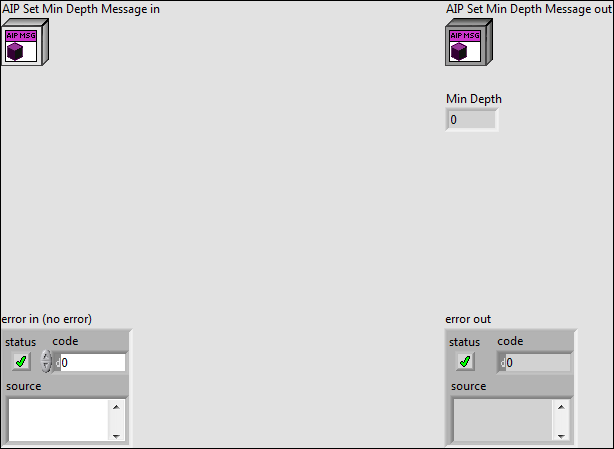 AIP Set Min Depth Message in
AIP Set Min Depth Message out
AIP MSG
AIP MSG
Min Depth
0
error in (no error)
error out
status
code
d0
status
code
d0
source
source